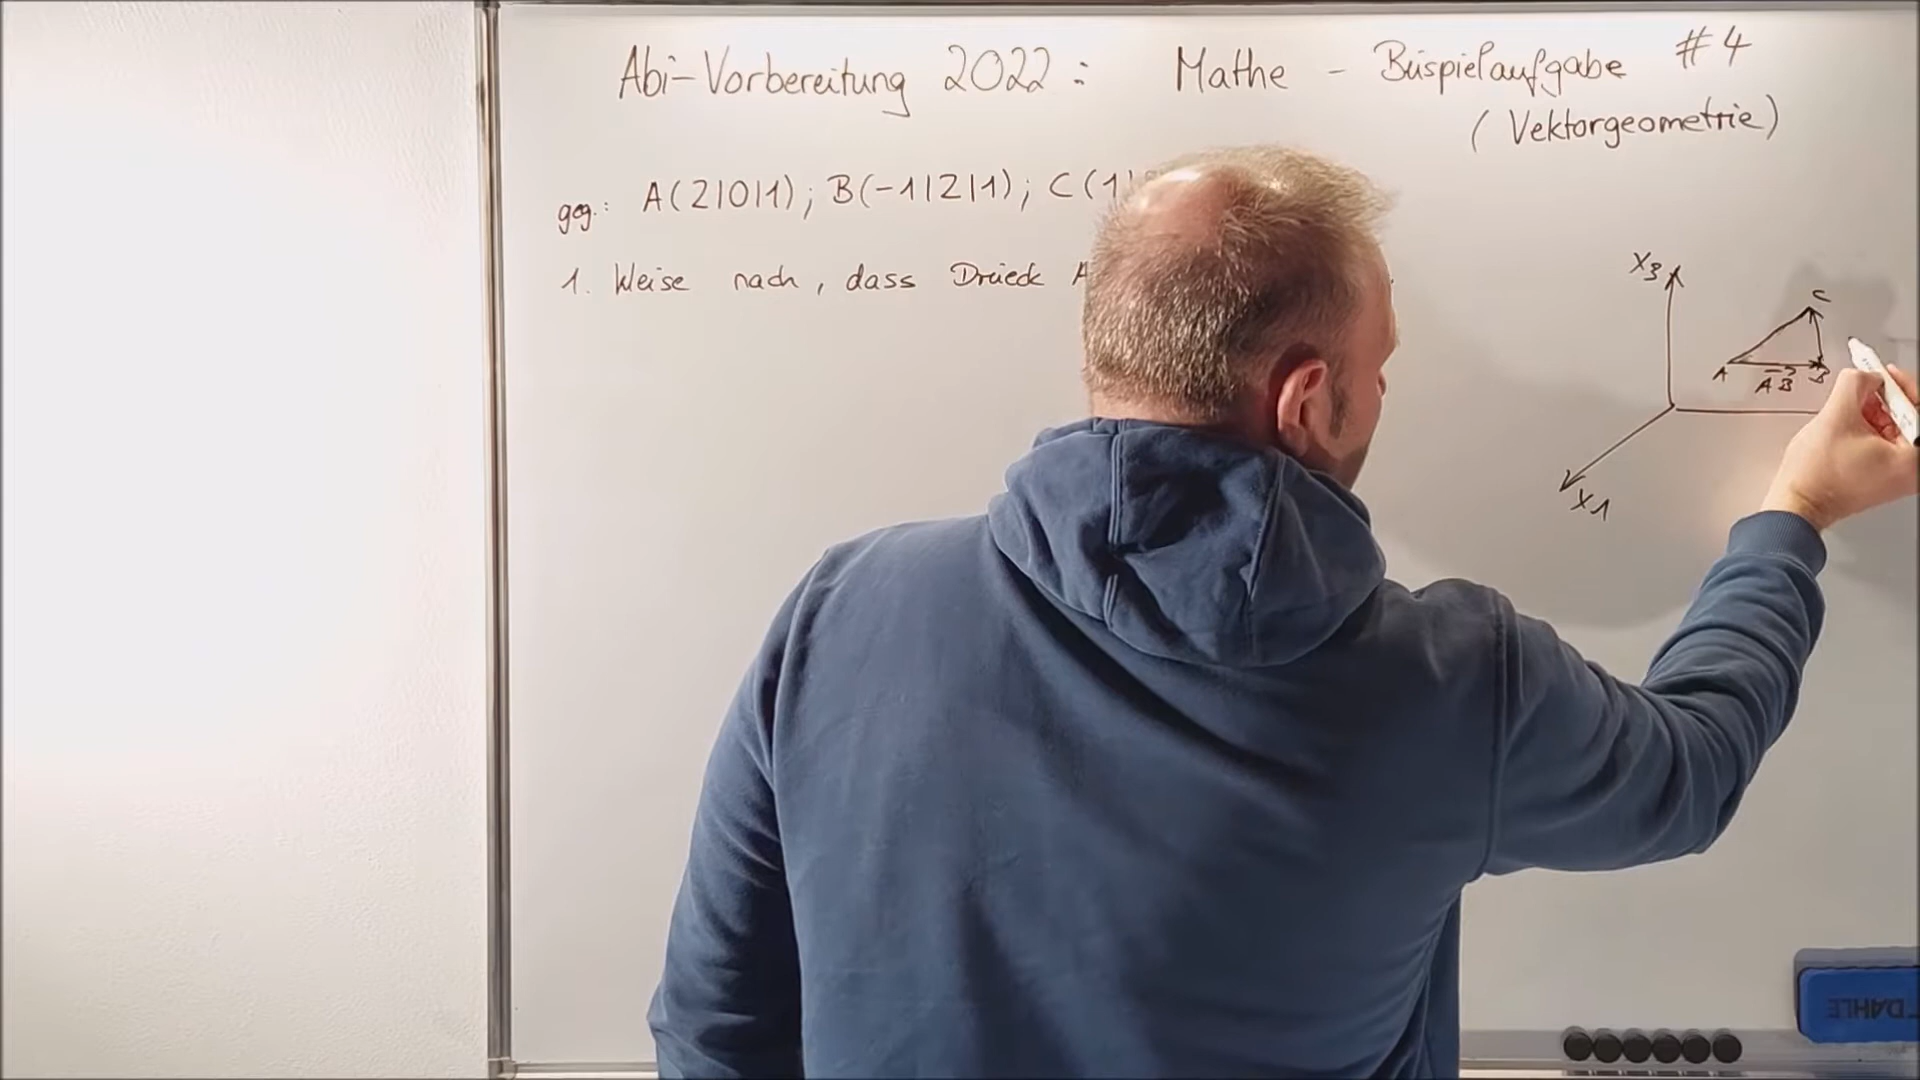 Abi-Vorbereitung 2022: Mathe - Beispielaufgabe #4
(Vektorgeometrie)
geg.: A(2|0|1); B(-1|2|1); C(1|
1. Weise nach, dass Dreieck A
X3
C
A
AB
B
X1
DAHLE